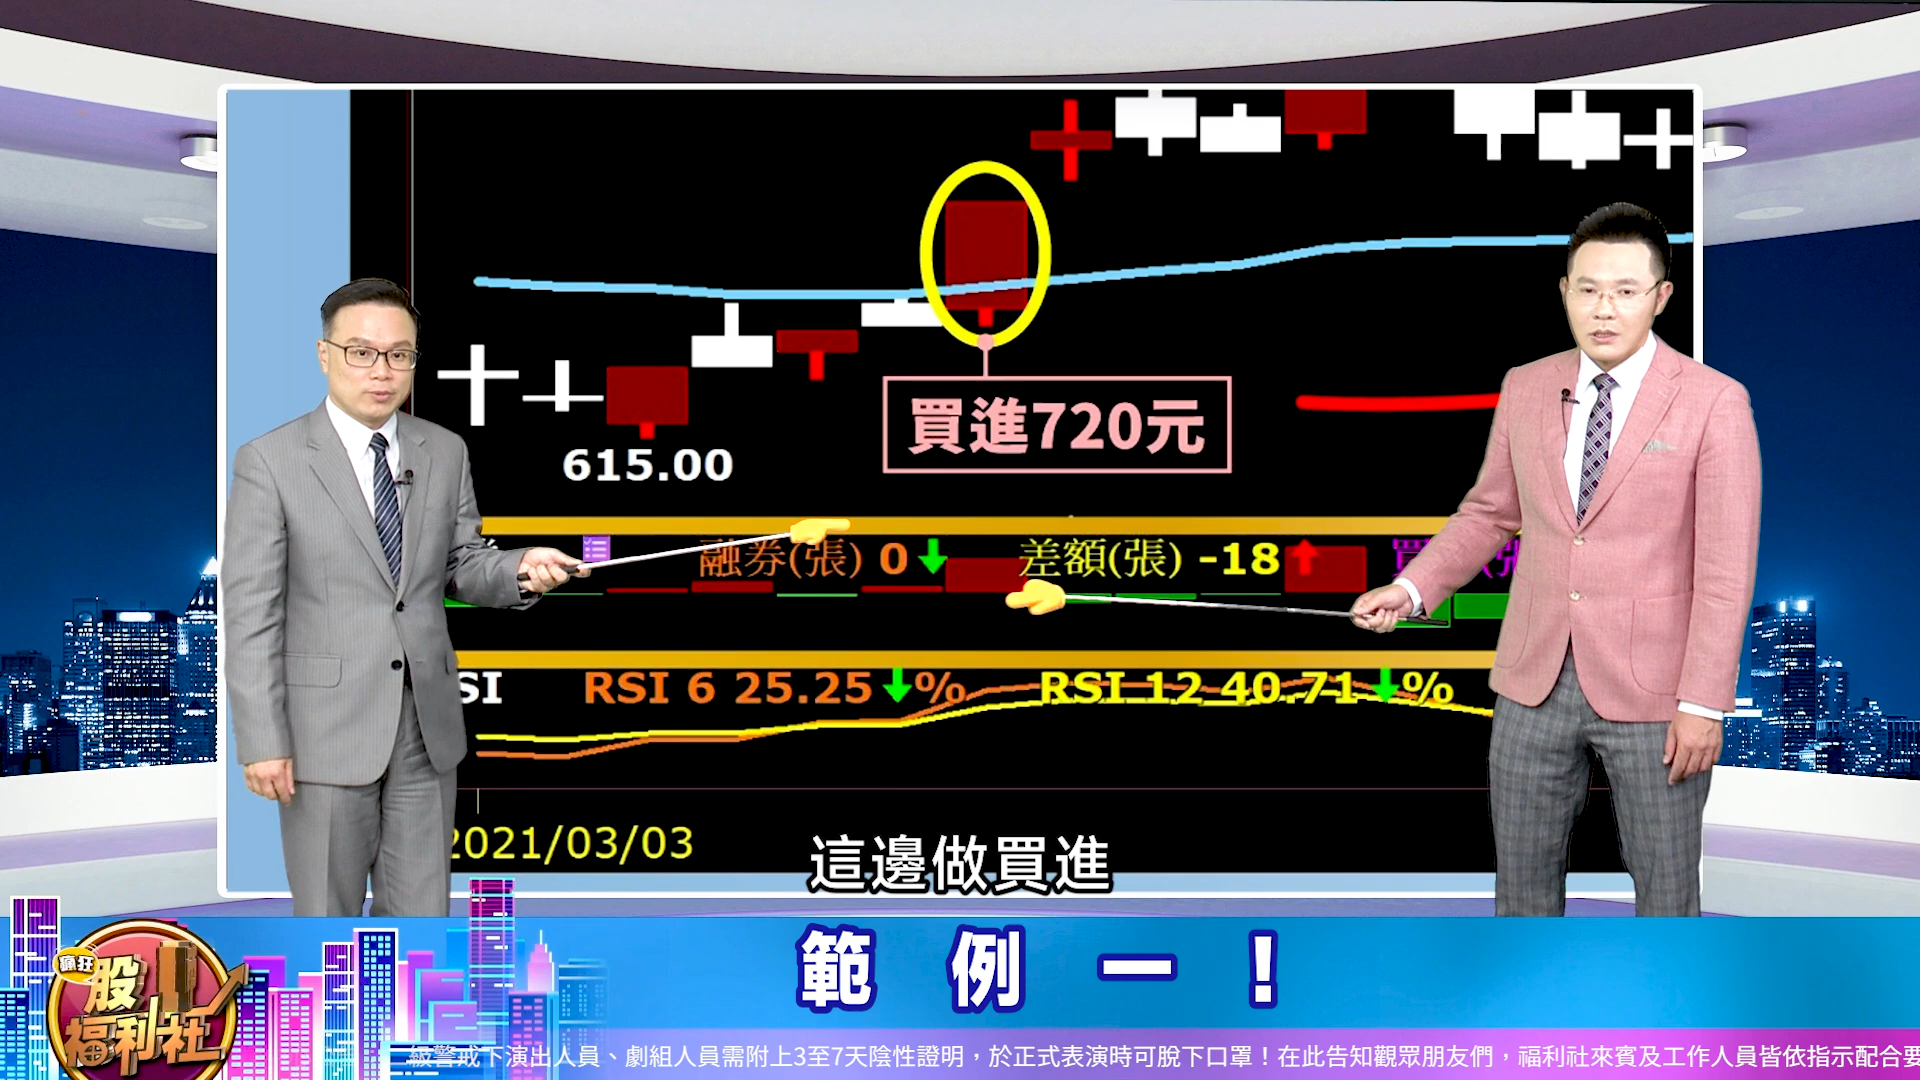 買進720元
615.00
融券(張) 0 差額(張) -18
SI RSI 6 25.25 % RSI 12 40.71 %
2021/03/03
這邊做買進
範例一!
瘋狂
股
福利社
級警戒下演出人員、劇組人員需附上3至7天陰性證明,於正式表演時可脫下口罩!在此告知觀眾朋友們,福利社來賓及工作人員皆依指示配合要